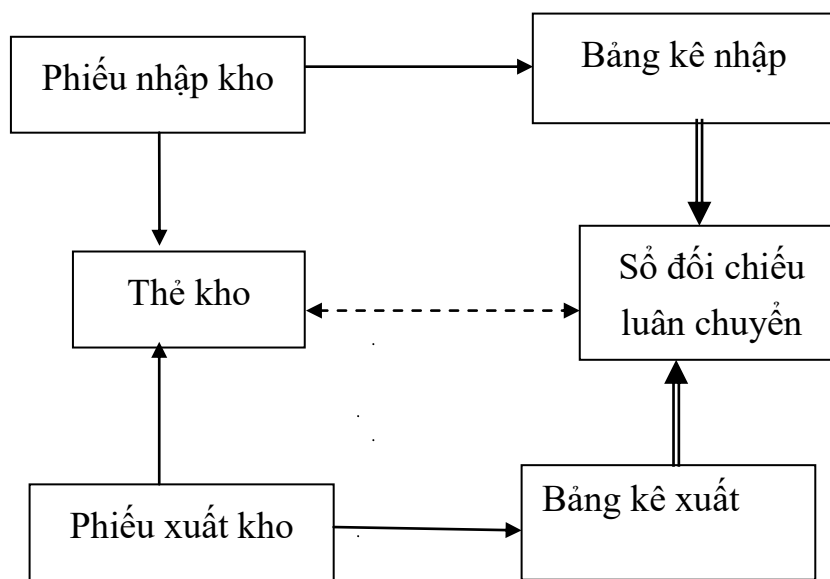 Phiếu nhập kho
Bảng kê nhập
Thẻ kho
Sổ đối chiếu
luân chuyển
Phiếu xuất kho
Bảng kê xuất